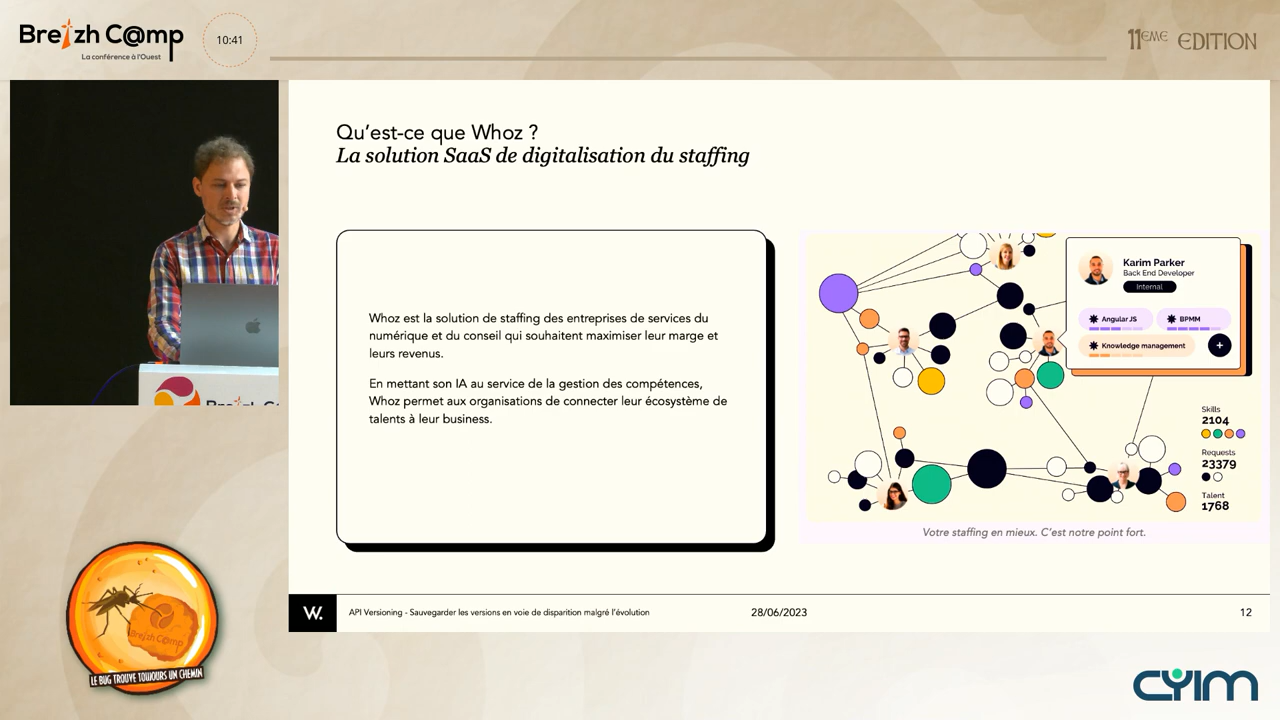 Breizh C@mp
La conférence à l'Ouest
10:41
11ÈME EDITION
Qu'est-ce que Whoz ?
La solution SaaS de digitalisation du staffing
Whoz est la solution de staffing des entreprises de services du
numérique et du conseil qui souhaitent maximiser leur marge et
leurs revenus.
En mettant son IA au service de la gestion des compétences,
Whoz permet aux organisations de connecter leur écosystème de
talents à leur business.
Karim Parker
Back End Developer
Internal
Angular JS
BPMM
Knowledge management
+
Skills
2104
Requests
23379
Talent
1768
Votre staffing en mieux. C'est notre point fort.
W.
API Versioning - Sauvegarder les versions en voie de disparition malgré l'évolution
28/06/2023
12
Breizh C@mp
LE BUG TROUVE TOUJOURS UN CHEMIN
CYIM